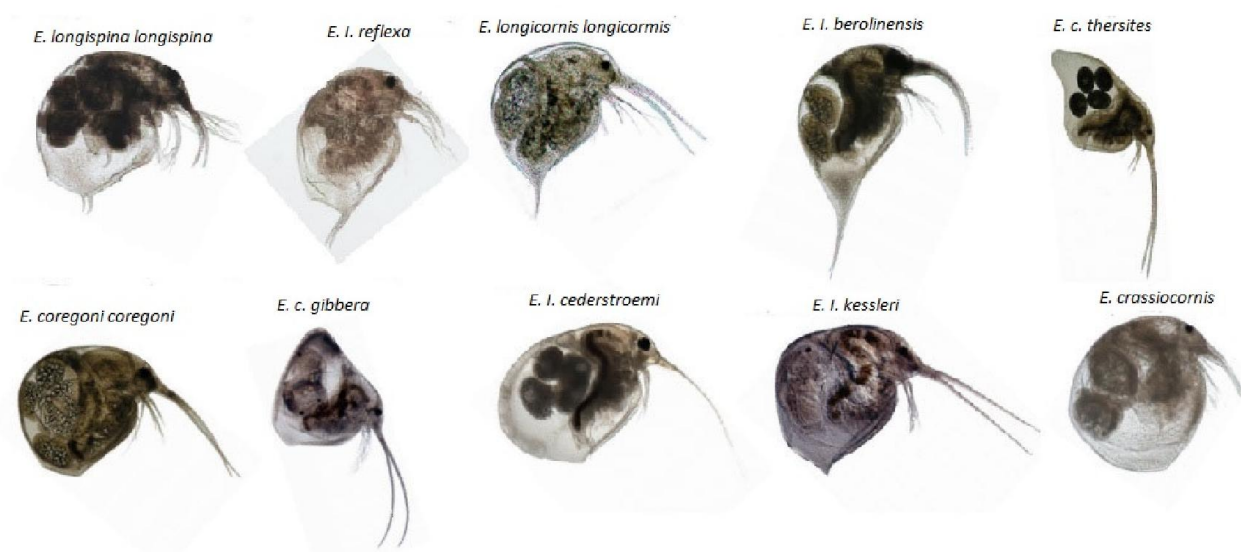 E. longispina longispina
E. l. reflexa
E. longicornis longicormis
E. l. berolinensis
E. c. thersites
E. coregoni coregoni
E. c. gibbera
E. l. cederstroemi
E. l. kessleri
E. crassiocornis